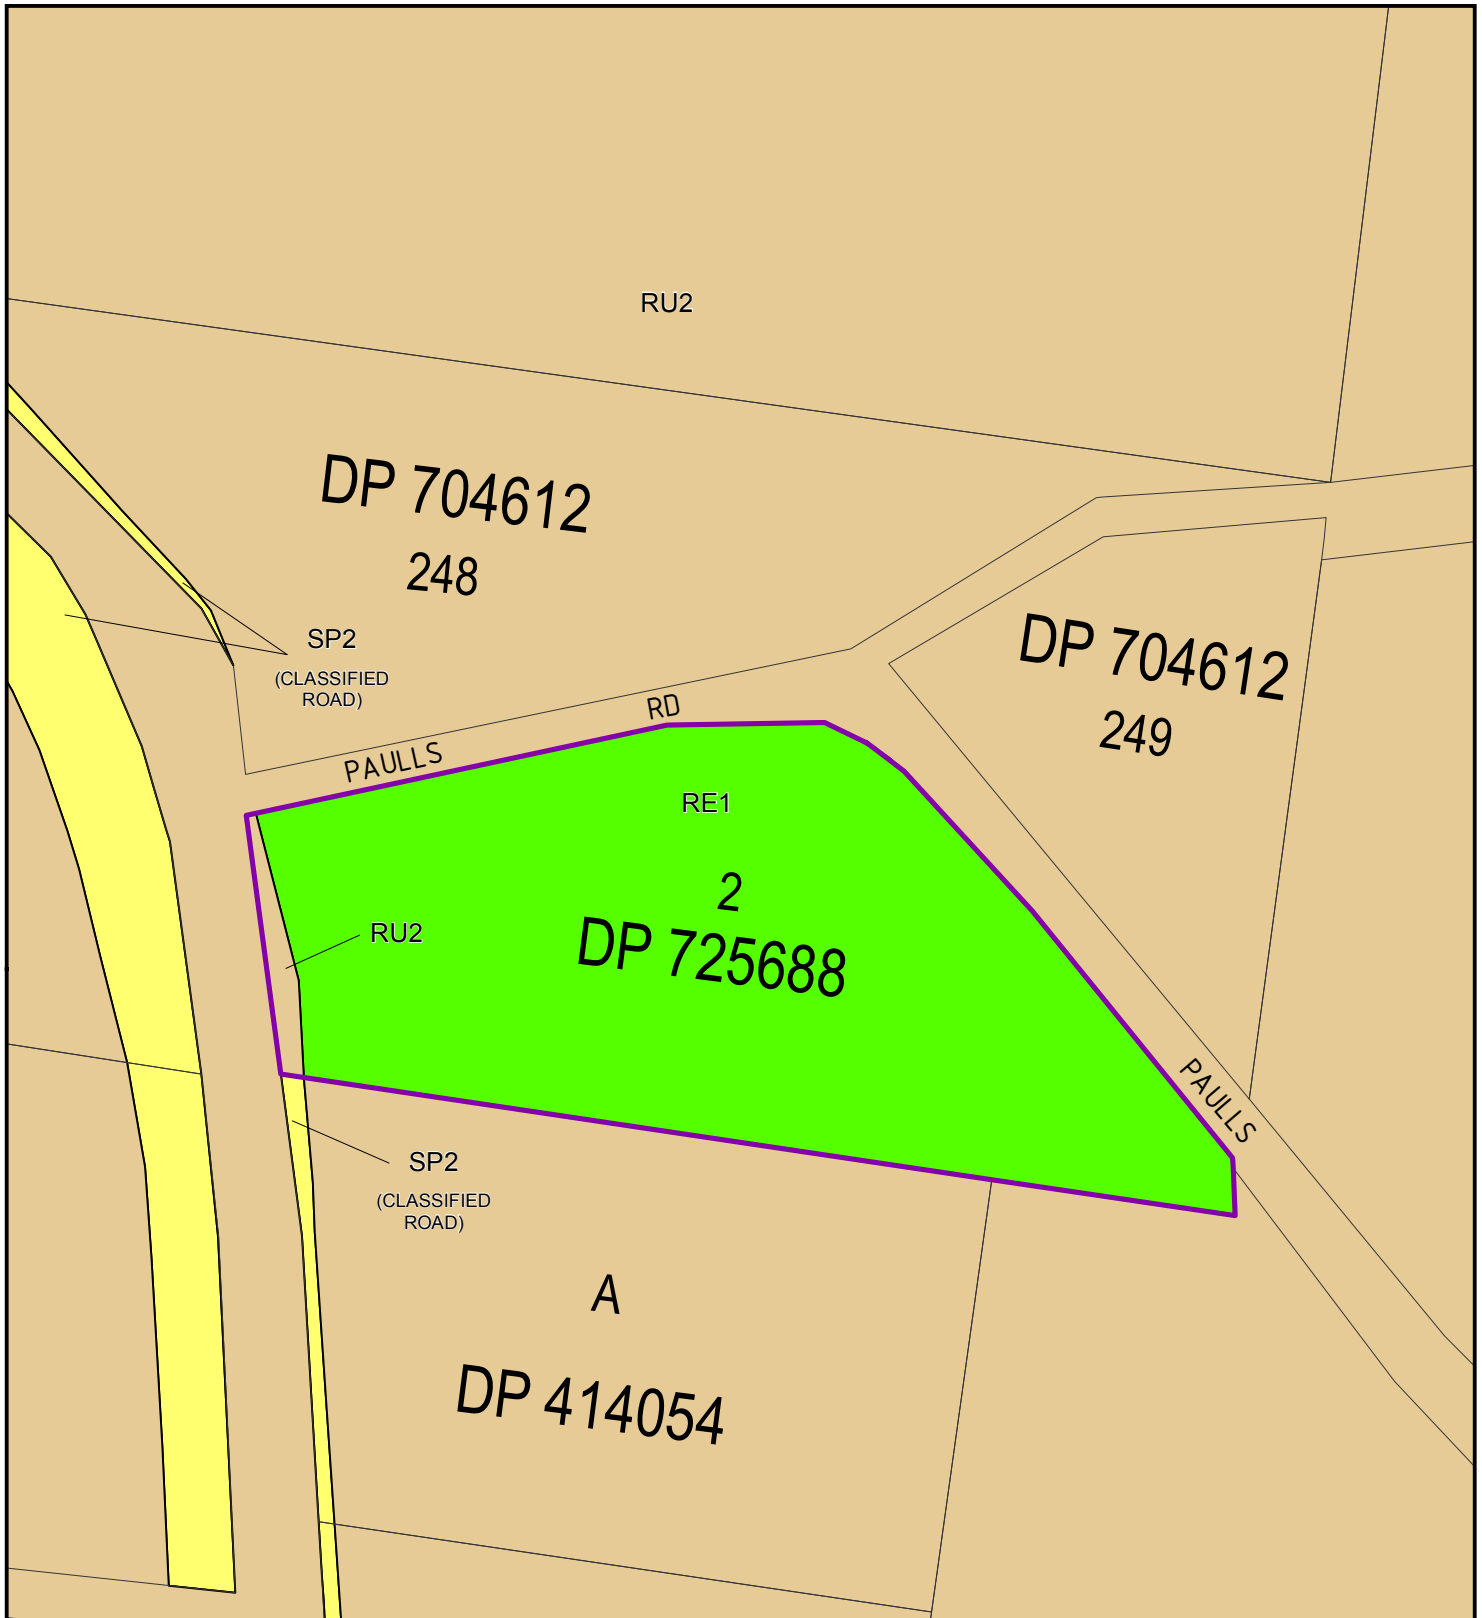 RU2
DP 704612
248
SP2
(CLASSIFIED
ROAD)
DP 704612
249
PAULLS RD
RE1
2
DP 725688
RU2
PAULLS
SP2
(CLASSIFIED
ROAD)
A
DP 414054